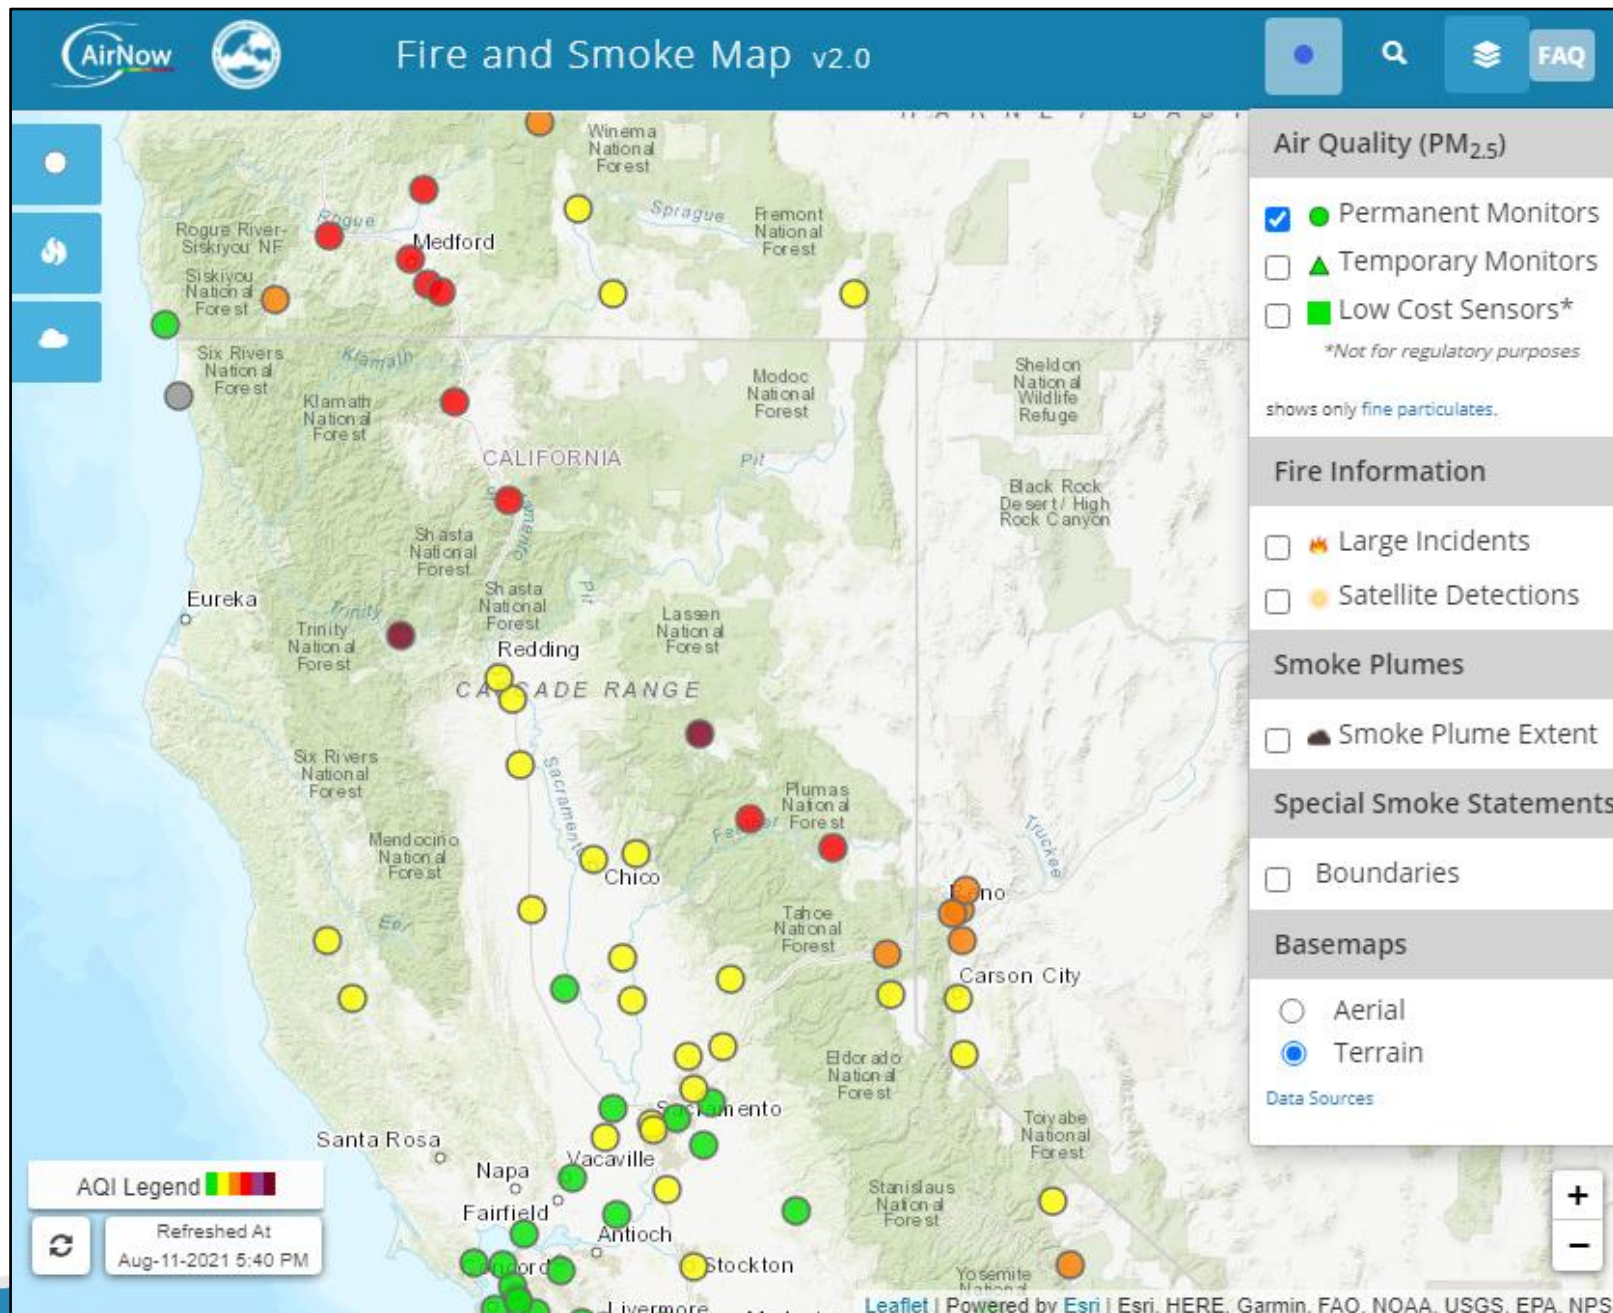 AirNow
Fire and Smoke Map v2.0
FAQ
Air Quality (PM2.5)
Permanent Monitors
Temporary Monitors
Low Cost Sensors*
*Not for regulatory purposes
shows only fine particulates.
Fire Information
Large Incidents
Satellite Detections
Smoke Plumes
Smoke Plume Extent
Special Smoke Statements
Boundaries
Basemaps
Aerial
Terrain
Data Sources
Winema
National
Forest
Rogue
Sprague
Fremont
National
Forest
Rogue River-
Siskiyou NF
Medford
Siskiyou
National
Forest
Six Rivers
National
Forest
Klamath
Klamath
National
Forest
Modoc
National
Forest
Sheldon
National
Wildlife
Refuge
CALIFORNIA
Pit
Black Rock
Desert / High
Rock Canyon
Shasta
National
Forest
Eureka
Trinity
Trinity
National
Forest
Shasta
National
Forest
Pit
Lassen
National
Forest
Redding
CASCADE RANGE
Six Rivers
National
Forest
Sacramento
Plumas
National
Forest
Feather
Truckee
Mendocino
National
Forest
Chico
Reno
Eel
Tahoe
National
Forest
Carson City
Eldorado
National
Forest
Sacramento
Toiyabe
National
Forest
Santa Rosa
Vacaville
Napa
Fairfield
Stanislaus
National
Forest
Antioch
Concord
Stockton
Yosemite
National
Livermore
AQI Legend
Refreshed At
Aug-11-2021 5:40 PM
+
−
Leaflet | Powered by Esri | Esri, HERE, Garmin, FAO, NOAA, USGS, EPA, NPS